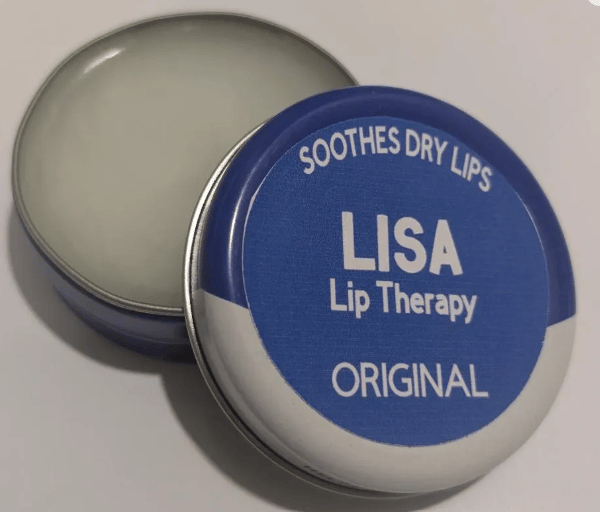 SOOTHES DRY LIPS
LISA
Lip Therapy
ORIGINAL